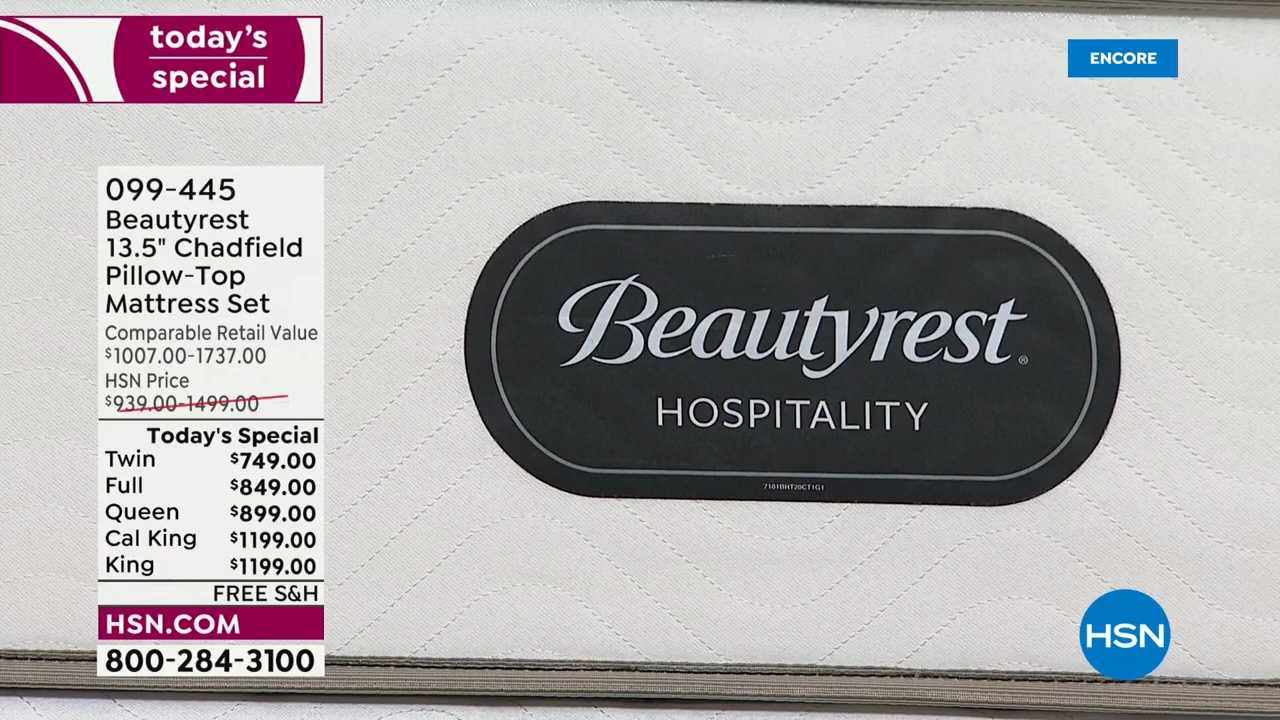 today's
special
ENCORE
099-445
Beautyrest
13.5" Chadfield
Pillow-Top
Mattress Set
Comparable Retail Value
$1007.00-1737.00
HSN Price
$939.00-1499.00
Today's Special
Twin $749.00
Full $849.00
Queen $899.00
Cal King $1199.00
King $1199.00
FREE S&H
HSN.COM
800-284-3100
Beautyrest®
HOSPITALITY
7101BHT20CT1G1
HSN